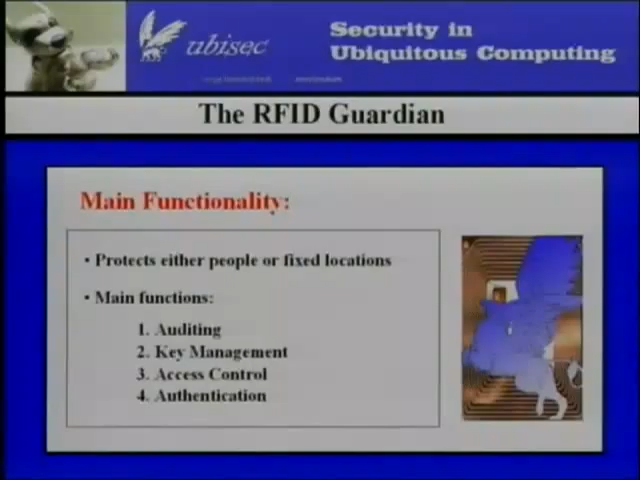 ubisec
Security in
Ubiquitous Computing
The RFID Guardian
Main Functionality:
• Protects either people or fixed locations
• Main functions:
1. Auditing
2. Key Management
3. Access Control
4. Authentication